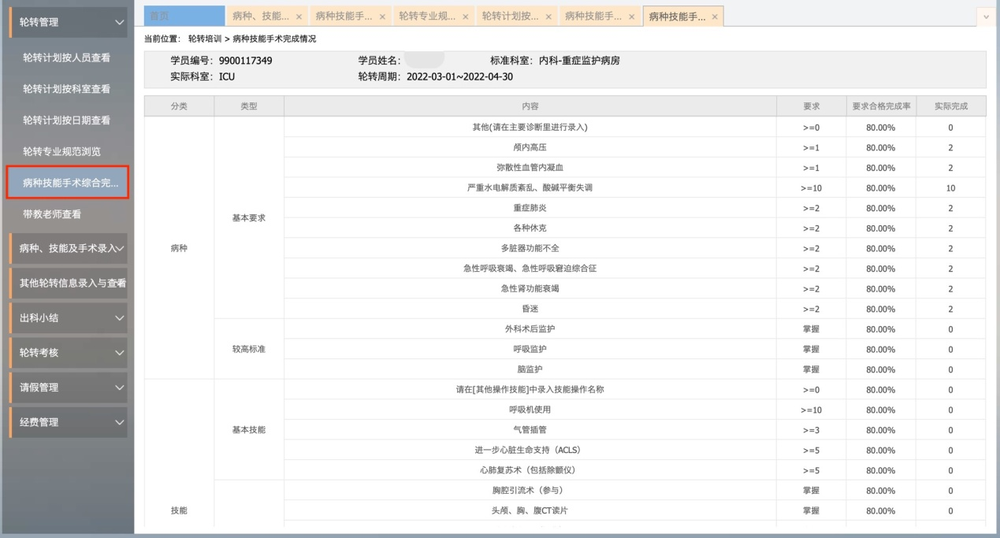 轮转管理
轮转计划按人员查看
轮转计划按科室查看
轮转计划按日期查看
轮转专业规范浏览
病种技能手术综合完...
带教老师查看
病种、技能及手术录入
其他轮转信息录入与查看
出科小结
轮转考核
请假管理
经费管理
首页 病种、技能... × 病种技能手... × 轮转专业规... × 轮转计划按... × 病种技能手... × 病种技能手... ×
当前位置： 轮转培训 > 病种技能手术完成情况
学员编号：9900117349 学员姓名： 标准科室：内科-重症监护病房
实际科室：ICU 轮转周期：2022-03-01~2022-04-30
分类 类型 内容 要求 要求合格完成率 实际完成
其他(请在主要诊断里进行录入) >=0 80.00% 0
颅内高压 >=1 80.00% 2
弥散性血管内凝血 >=1 80.00% 2
严重水电解质紊乱、酸碱平衡失调 >=10 80.00% 10
重症肺炎 >=2 80.00% 2
基本要求
各种休克 >=2 80.00% 2
病种 多脏器功能不全 >=2 80.00% 2
急性呼吸衰竭、急性呼吸窘迫综合征 >=2 80.00% 2
急性肾功能衰竭 >=2 80.00% 2
昏迷 >=2 80.00% 2
外科术后监护 掌握 80.00% 0
较高标准 呼吸监护 掌握 80.00% 0
脑监护 掌握 80.00% 0
请在[其他操作技能]中录入技能操作名称 >=0 80.00% 0
呼吸机使用 >=10 80.00% 0
基本技能 气管插管 >=3 80.00% 0
进一步心脏生命支持（ACLS） >=5 80.00% 0
心肺复苏术（包括除颤仪） >=5 80.00% 0
胸腔引流术（参与） 掌握 80.00% 0
技能 头颅、胸、腹CT读片 掌握 80.00% 0